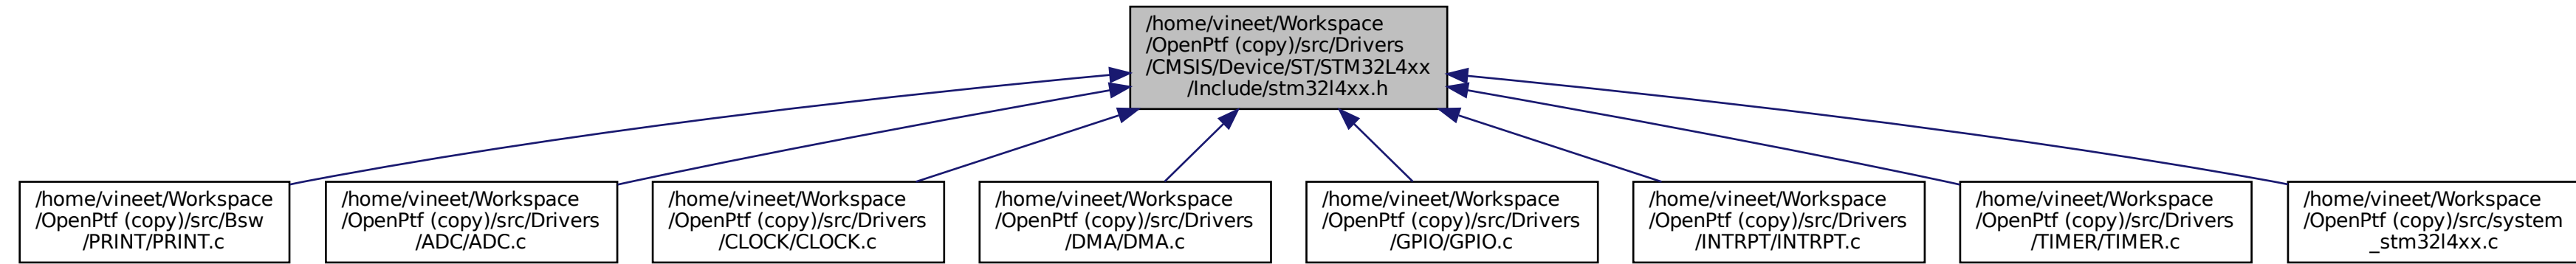 /home/vineet/Workspace
/OpenPtf (copy)/src/Drivers
/CMSIS/Device/ST/STM32L4xx
/Include/stm32l4xx.h
/home/vineet/Workspace
/OpenPtf (copy)/src/Bsw
/PRINT/PRINT.c
/home/vineet/Workspace
/OpenPtf (copy)/src/Drivers
/ADC/ADC.c
/home/vineet/Workspace
/OpenPtf (copy)/src/Drivers
/CLOCK/CLOCK.c
/home/vineet/Workspace
/OpenPtf (copy)/src/Drivers
/DMA/DMA.c
/home/vineet/Workspace
/OpenPtf (copy)/src/Drivers
/GPIO/GPIO.c
/home/vineet/Workspace
/OpenPtf (copy)/src/Drivers
/INTRPT/INTRPT.c
/home/vineet/Workspace
/OpenPtf (copy)/src/Drivers
/TIMER/TIMER.c
/home/vineet/Workspace
/OpenPtf (copy)/src/system
_stm32l4xx.c